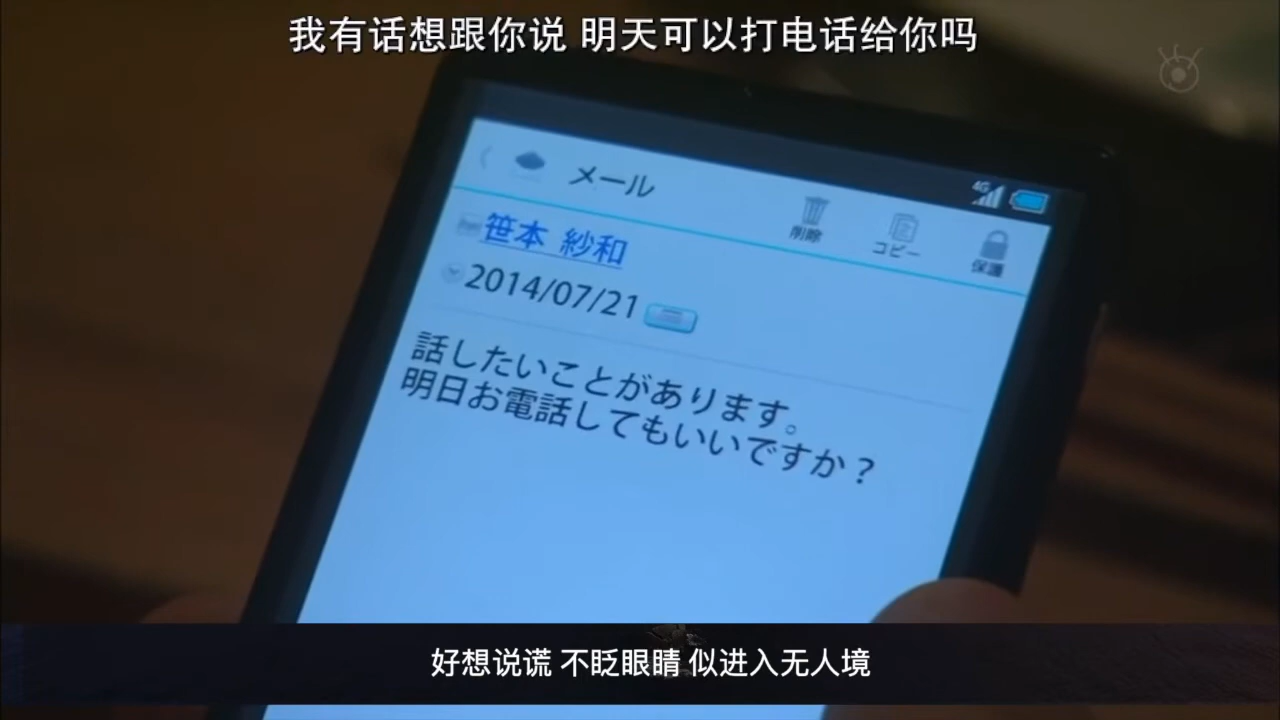 我有话想跟你说 明天可以打电话给你吗
4G
メール
削除
コピー
保護
笹本 紗和
2014/07/21
話したいことがあります。
明日お電話してもいいですか？
好想说谎 不眨眼睛 似进入无人境